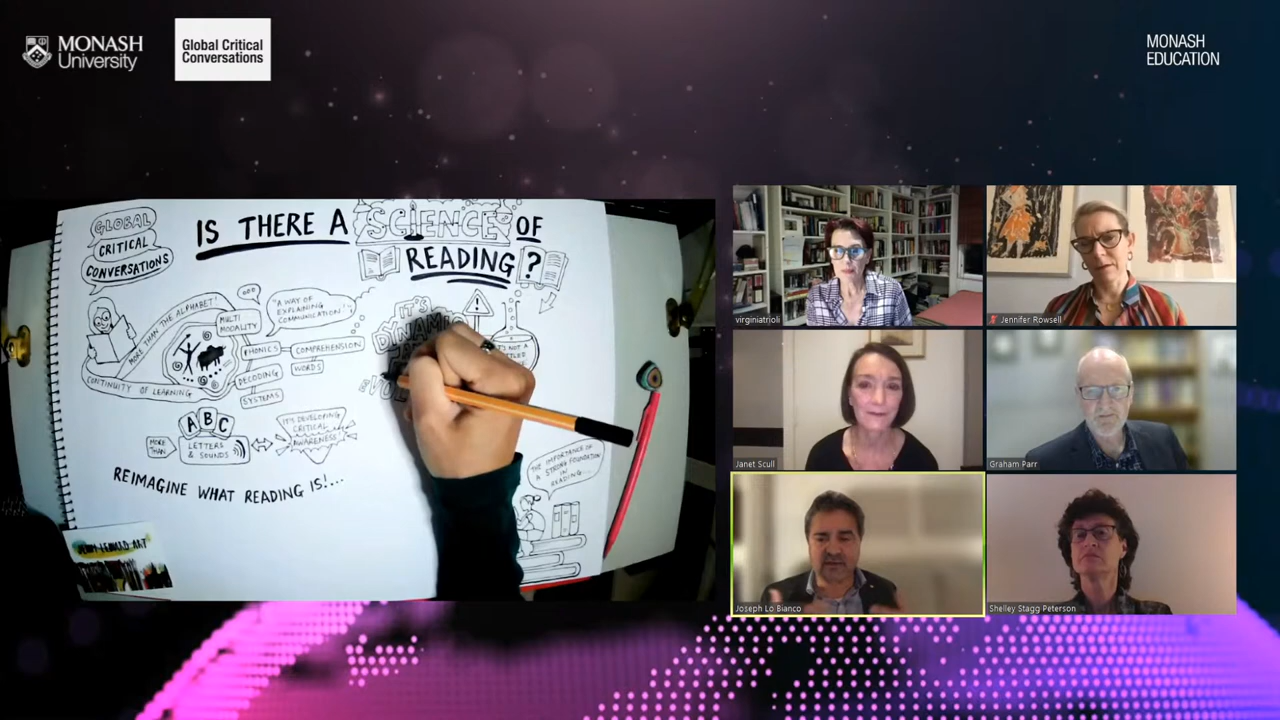 MONASH
University
Global Critical
Conversations
MONASH
EDUCATION
GLOBAL
CRITICAL
CONVERSATIONS
IS THERE A SCIENCE OF
READING?
MORE THAN THE ALPHABET!
MULTI
MODALITY
"A WAY OF
EXPLAINING
COMMUNICATION..."
PHONICS
COMPREHENSION
WORDS
DECODING
SYSTEMS
CONTINUITY OF LEARNING
IT'S
DYNAMIC
ABC
MORE
THAN
LETTERS
& SOUNDS
IT'S DEVELOPING
CRITICAL
AWARENESS!
REIMAGINE WHAT READING IS!...
THE IMPORTANCE OF
A STRONG FOUNDATION
IN
READING...
virginiatrioli
Jennifer Rowsell
Janet Scull
Graham Parr
Joseph Lo Bianco
Shelley Stagg Peterson